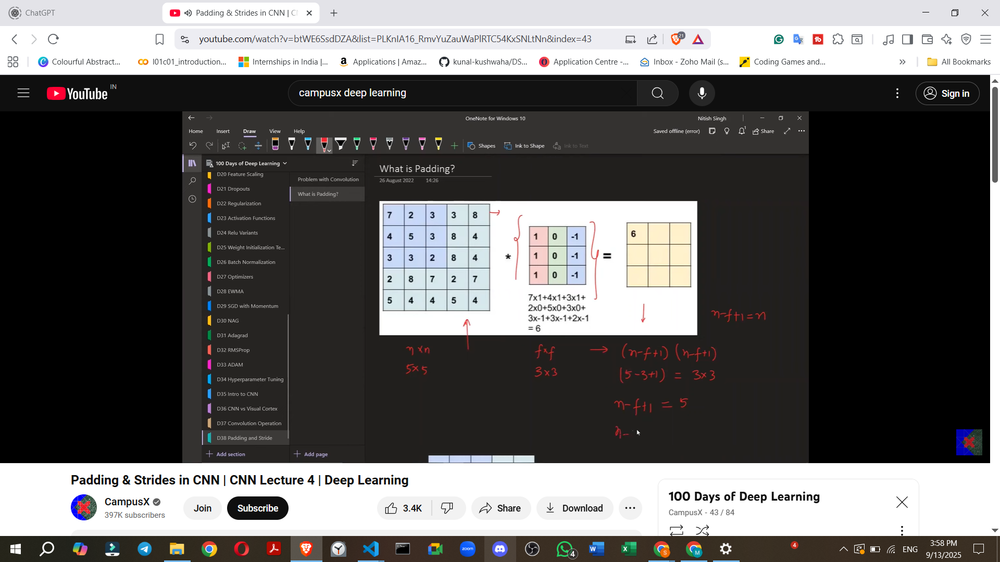 ChatGPT
Padding & Strides in CNN | C
youtube.com/watch?v=btWE6SsdDZA&list=PLKnIA16_RmvYuZauWaPlRTC54KxSNLtNn&index=43
21
Colourful Abstract...
l01c01_introduction...
Internships in India |...
Applications | Amaz...
kunal-kushwaha/DS...
Application Centre -...
Inbox - Zoho Mail (s...
Coding Games and...
All Bookmarks
YouTube IN
campusx deep learning
Sign in
OneNote for Windows 10
Nitish Singh
Home Insert Draw View Help
Saved offline (error)
Share
Shapes
Ink to Shape
Ink to Text
100 Days of Deep Learning
D20 Feature Scaling
D21 Dropouts
D22 Regularization
D23 Activation Functions
D24 Relu Variants
D25 Weight Initialization Te...
D26 Batch Normalization
D27 Optimizers
D28 EWMA
D29 SGD with Momentum
D30 NAG
D31 Adagrad
D32 RMSProp
D33 ADAM
D34 Hyperparameter Tuning
D35 Intro to CNN
D36 CNN vs Visual Cortex
D37 Convolution Operation
D38 Padding and Stride
Add section
Problem with Convolution
What is Padding?
Add page
What is Padding?
26 August 2022 14:26
7 2 3 3 8
4 5 3 8 4
3 3 2 8 4
2 8 7 2 7
5 4 4 5 4
*
1 0 -1
1 0 -1
1 0 -1
=
6
7x1+4x1+3x1+
2x0+5x0+3x0+
3x-1+3x-1+2x-1
= 6
n-f+1=n
n×n f×f → (n-f+1) (n-f+1)
5×5 3×3 (5-3+1) = 3×3
n-f+1 = 5
n-
Padding & Strides in CNN | CNN Lecture 4 | Deep Learning
CampusX
397K subscribers
Join
Subscribe
3.4K
Share
Download
100 Days of Deep Learning
CampusX - 43 / 84
zoom
4
4
ENG
3:58 PM
9/13/2025